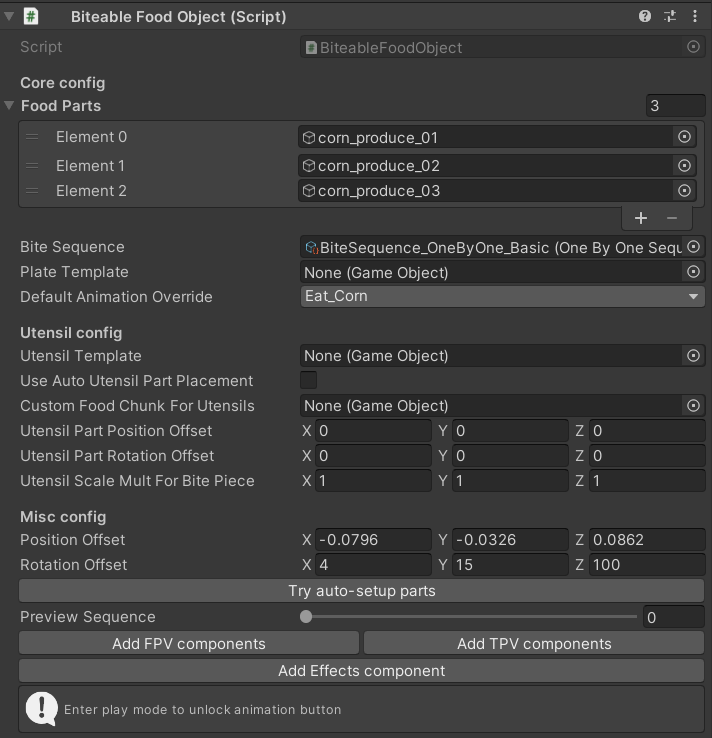 Biteable Food Object (Script)
Script BiteableFoodObject
Core config
Food Parts 3
Element 0 corn_produce_01
Element 1 corn_produce_02
Element 2 corn_produce_03
+ −
Bite Sequence BiteSequence_OneByOne_Basic (One By One Sequ
Plate Template None (Game Object)
Default Animation Override Eat_Corn
Utensil config
Utensil Template None (Game Object)
Use Auto Utensil Part Placement
Custom Food Chunk For Utensils None (Game Object)
Utensil Part Position Offset X 0 Y 0 Z 0
Utensil Part Rotation Offset X 0 Y 0 Z 0
Utensil Scale Mult For Bite Piece X 1 Y 1 Z 1
Misc config
Position Offset X -0.0796 Y -0.0326 Z 0.0862
Rotation Offset X 4 Y 15 Z 100
Try auto-setup parts
Preview Sequence 0
Add FPV components Add TPV components
Add Effects component
Enter play mode to unlock animation button